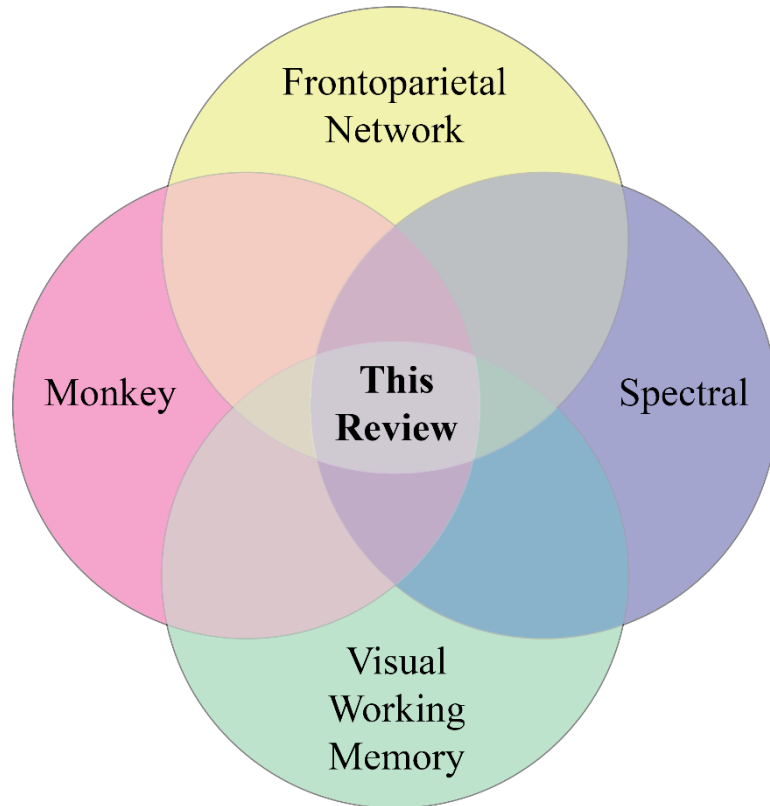 Frontoparietal
Network
Monkey
This
Review
Spectral
Visual
Working
Memory